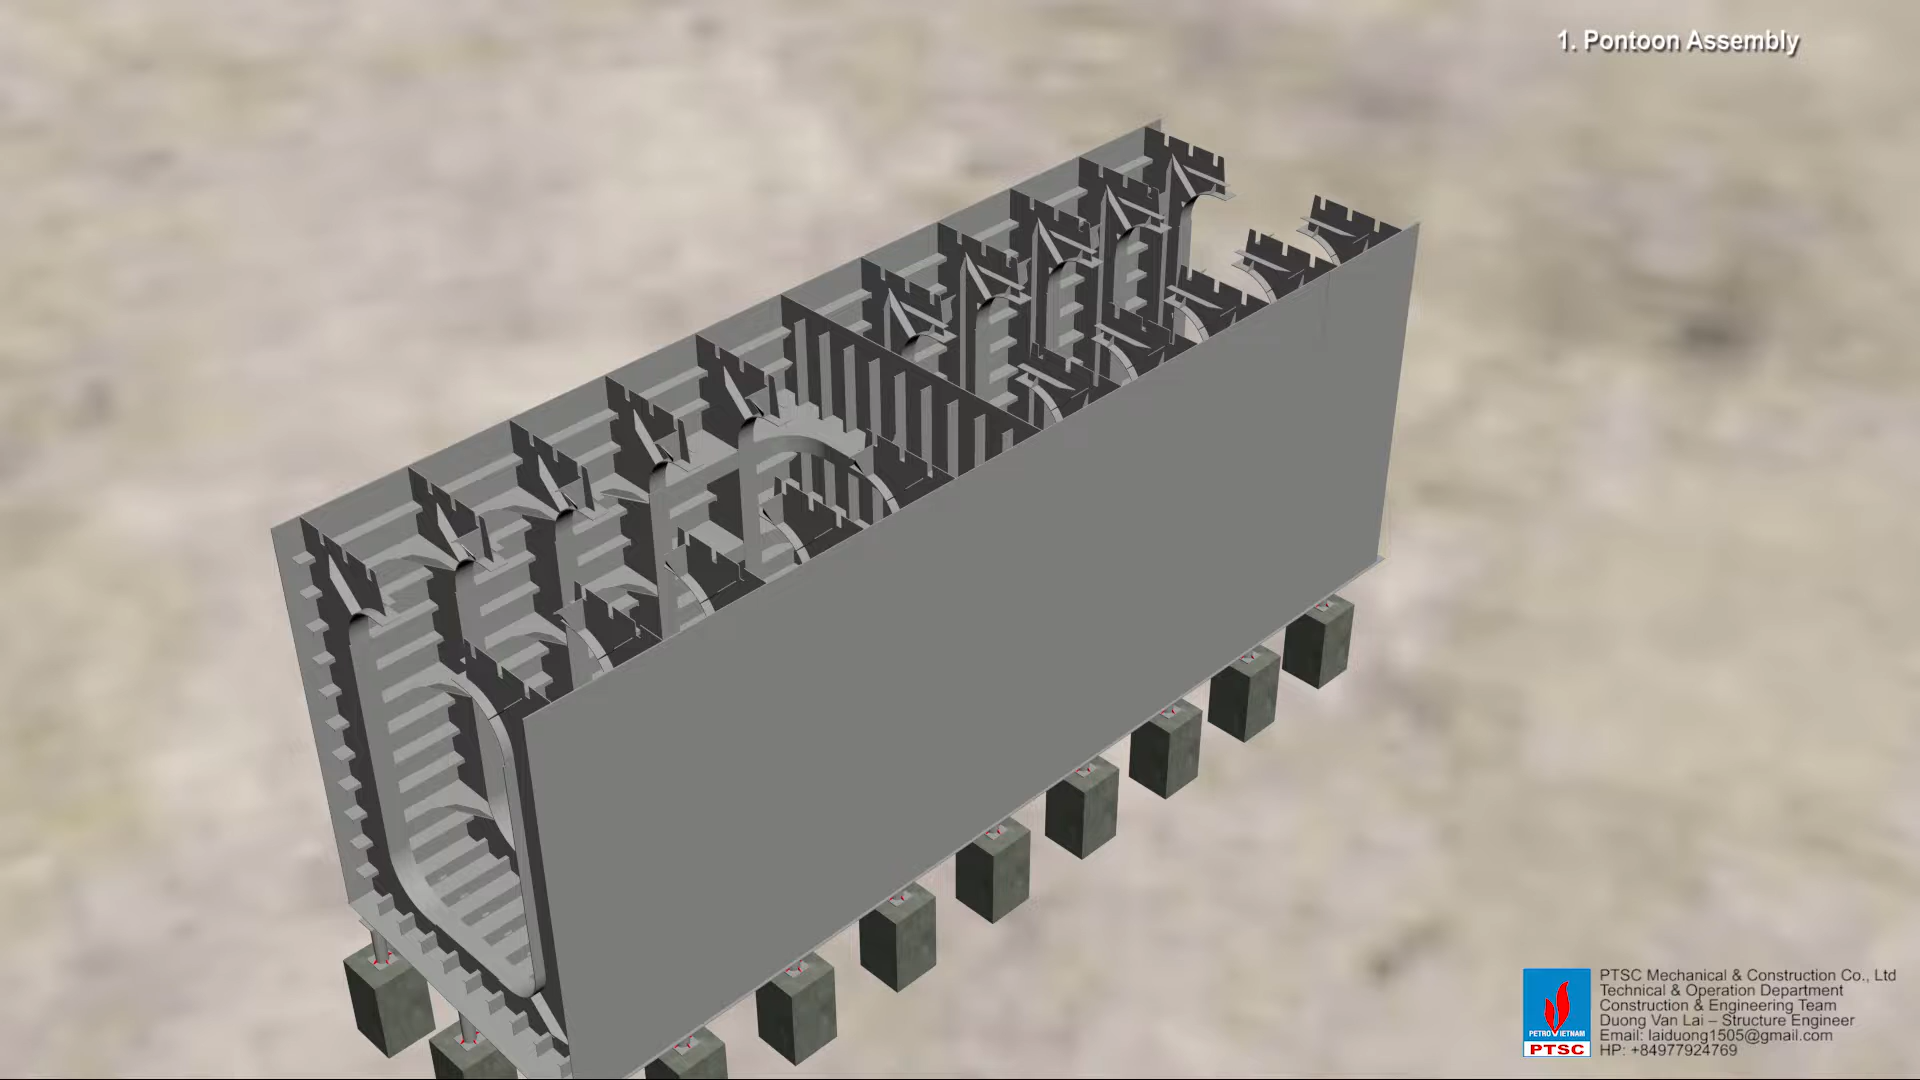 1. Pontoon Assembly
PTSC Mechanical & Construction Co., Ltd
Technical & Operation Department
Construction & Engineering Team
Duong Van Lai – Structure Engineer
Email: laiduong1505@gmail.com
HP: +84977924769
PETROVIETNAM
PTSC